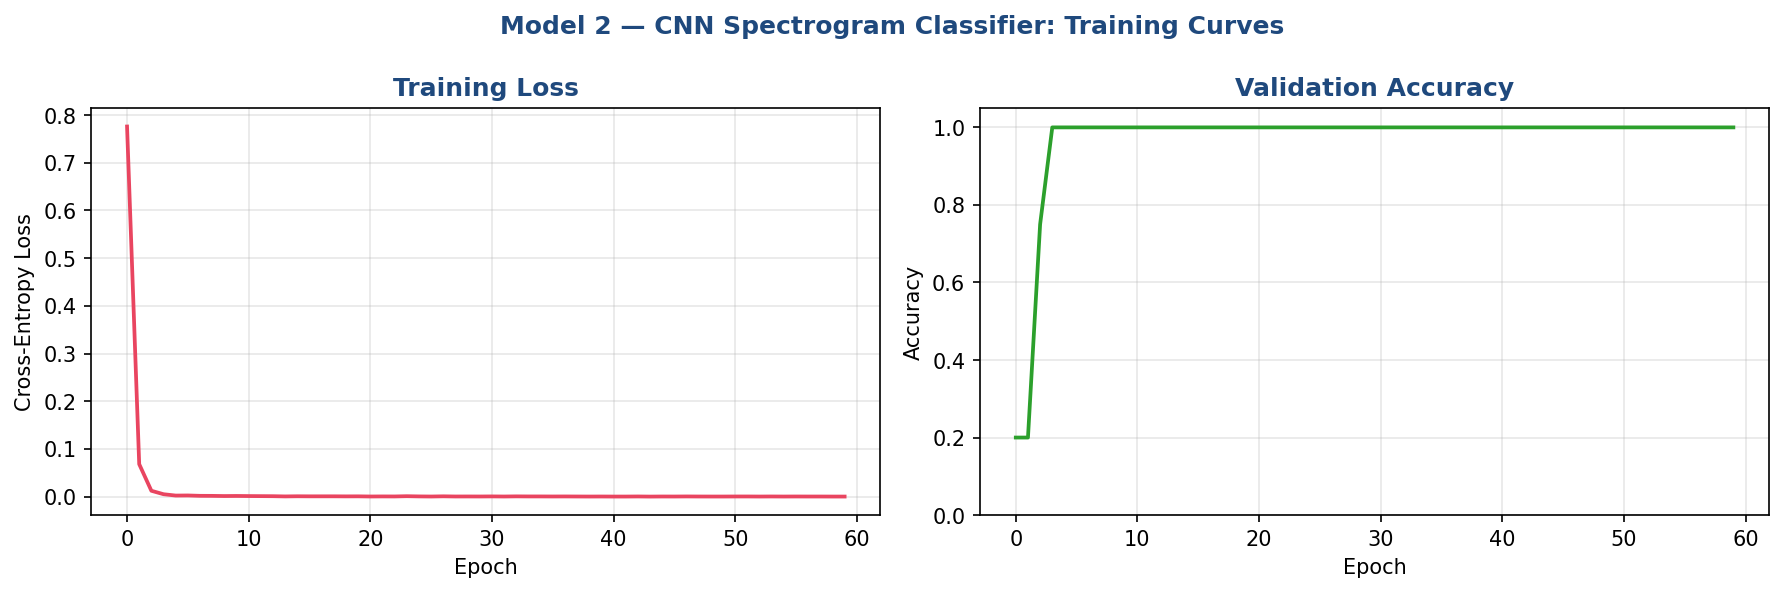 Model 2 — CNN Spectrogram Classifier: Training Curves
Training Loss
Cross-Entropy Loss
0.8
0.7
0.6
0.5
0.4
0.3
0.2
0.1
0.0
0 10 20 30 40 50 60
Epoch
Validation Accuracy
Accuracy
1.0
0.8
0.6
0.4
0.2
0.0
0 10 20 30 40 50 60
Epoch